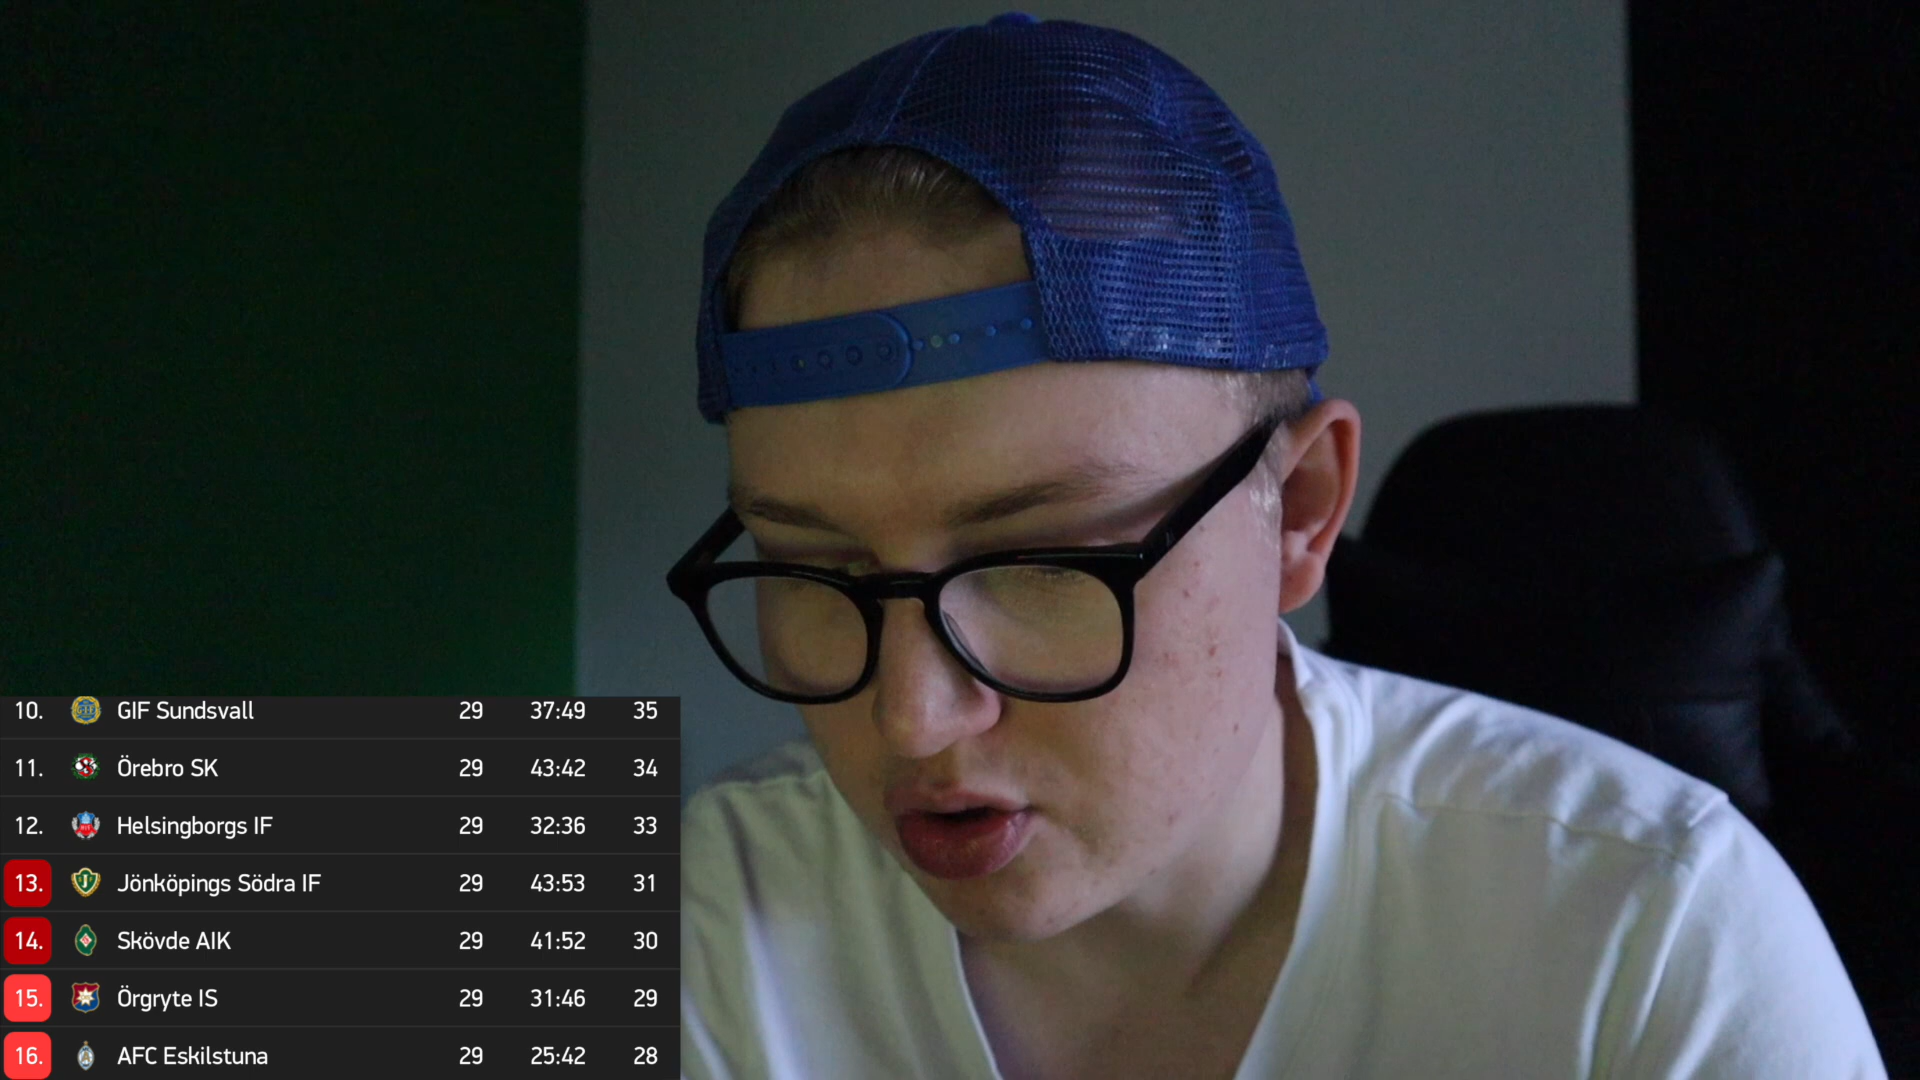 10. GIF Sundsvall 29 37:49 35
11. Örebro SK 29 43:42 34
12. Helsingborgs IF 29 32:36 33
13. Jönköpings Södra IF 29 43:53 31
14. Skövde AIK 29 41:52 30
15. Örgryte IS 29 31:46 29
16. AFC Eskilstuna 29 25:42 28